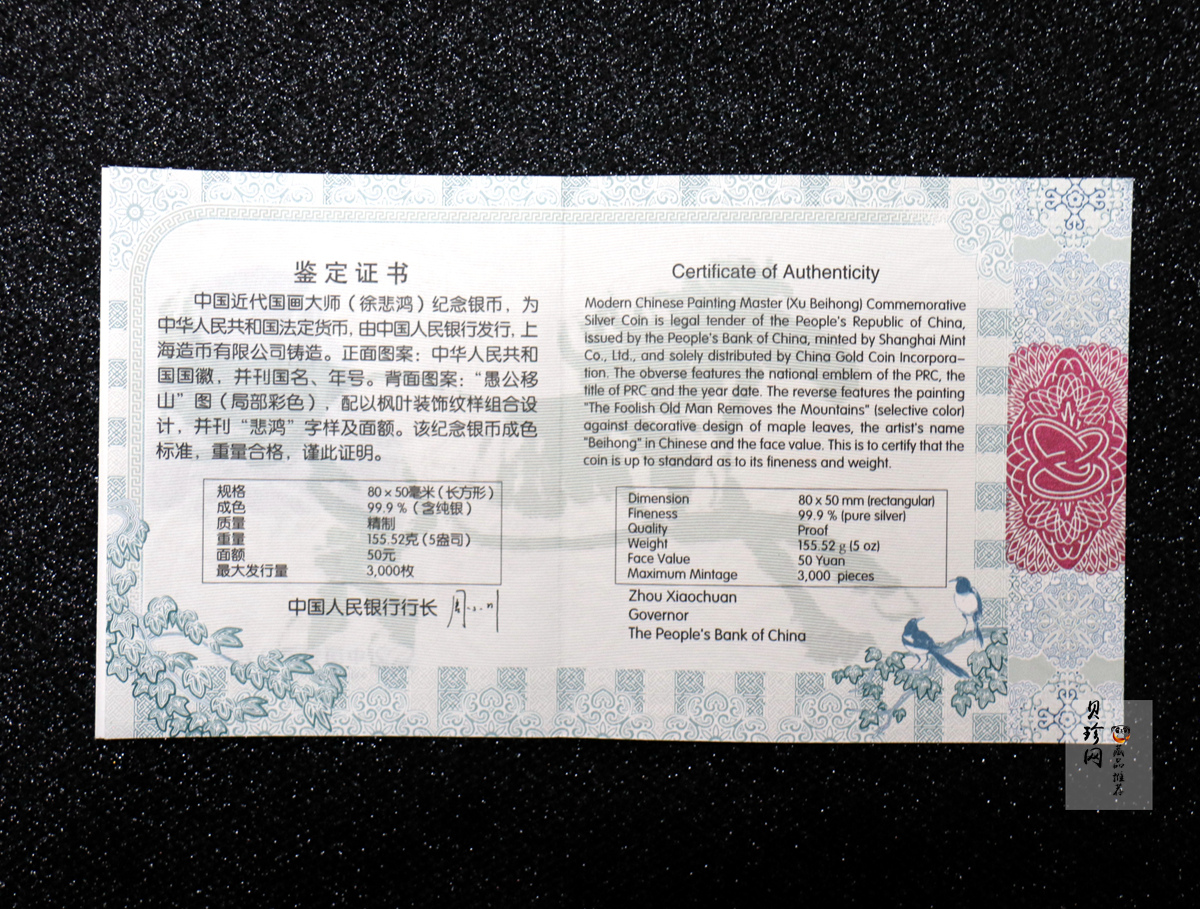 鉴定证书
中国近代国画大师（徐悲鸿）纪念银币，为
中华人民共和国法定货币，由中国人民银行发行，上
海造币有限公司铸造。正面图案：中华人民共和
国国徽，并刊国名、年号。背面图案：“愚公移
山”图（局部彩色），配以枫叶装饰纹样组合设
计，并刊“悲鸿”字样及面额。该纪念银币成色
标准，重量合格，谨此证明。
规格 80×50毫米（长方形）
成色 99.9％（含纯银）
质量 精制
重量 155.52克（5盎司）
面额 50元
最大发行量 3,000枚
中国人民银行行长
Certificate of Authenticity
Modern Chinese Painting Master (Xu Beihong) Commemorative
Silver Coin is legal tender of the People's Republic of China,
issued by the People's Bank of China, minted by Shanghai Mint
Co., Ltd., and solely distributed by China Gold Coin Incorpora-
tion. The obverse features the national emblem of the PRC, the
title of PRC and the year date. The reverse features the painting
"The Foolish Old Man Removes the Mountains" (selective color)
against decorative design of maple leaves, the artist's name
"Beihong" in Chinese and the face value. This is to certify that the
coin is up to standard as to its fineness and weight.
Dimension 80 x 50 mm (rectangular)
Fineness 99.9 % (pure silver)
Quality Proof
Weight 155.52 g (5 oz)
Face Value 50 Yuan
Maximum Mintage 3,000 pieces
Zhou Xiaochuan
Governor
The People's Bank of China
贝珍网
藏品推荐